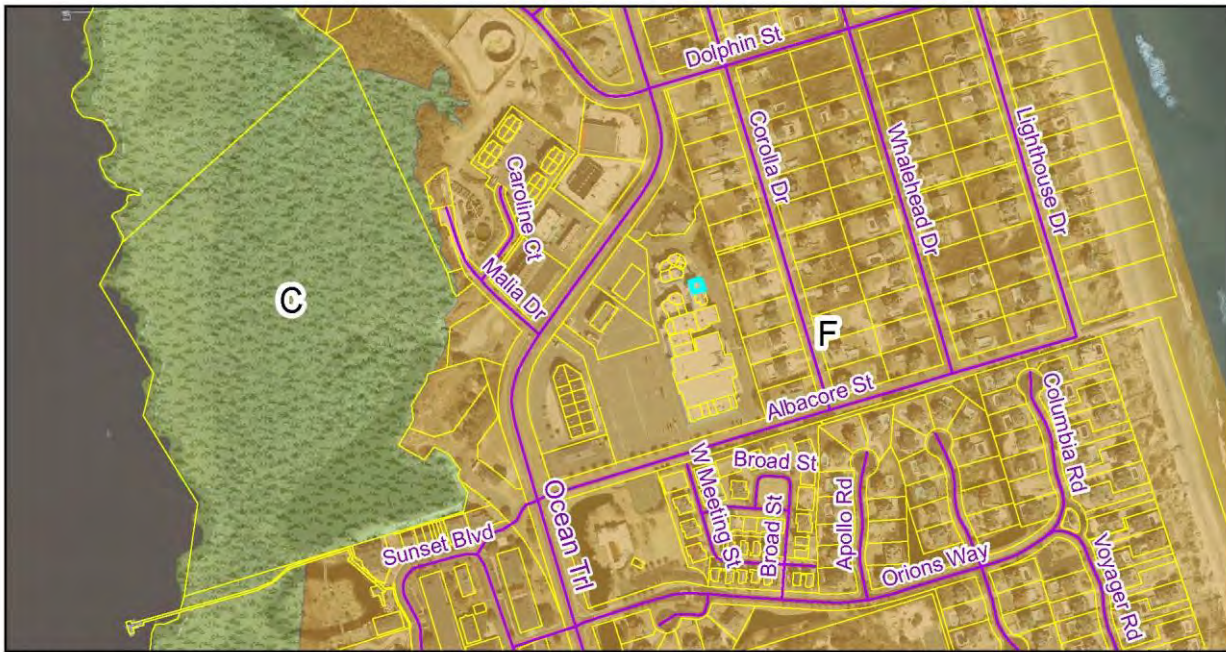 Dolphin St
Corolla Dr
Whalehead Dr
Lighthouse Dr
Caroline Ct
Malia Dr
C
F
Albacore St
Columbia Rd
W Meeting St
Broad St
Broad St
Apollo Rd
Ocean Trl
Sunset Blvd
Orions Way
Voyager Rd